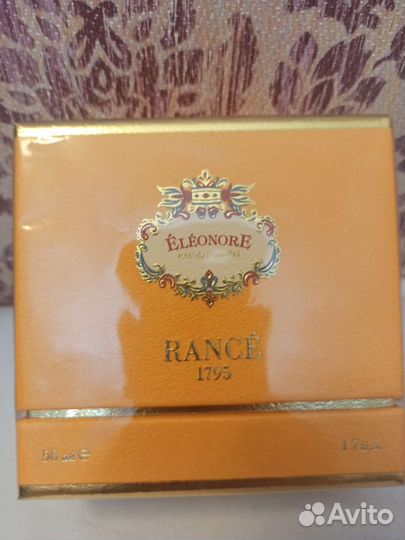 ÉLÉONORE
RANCÉ
1795
50 ml e
1.7 fl.oz.
Avito